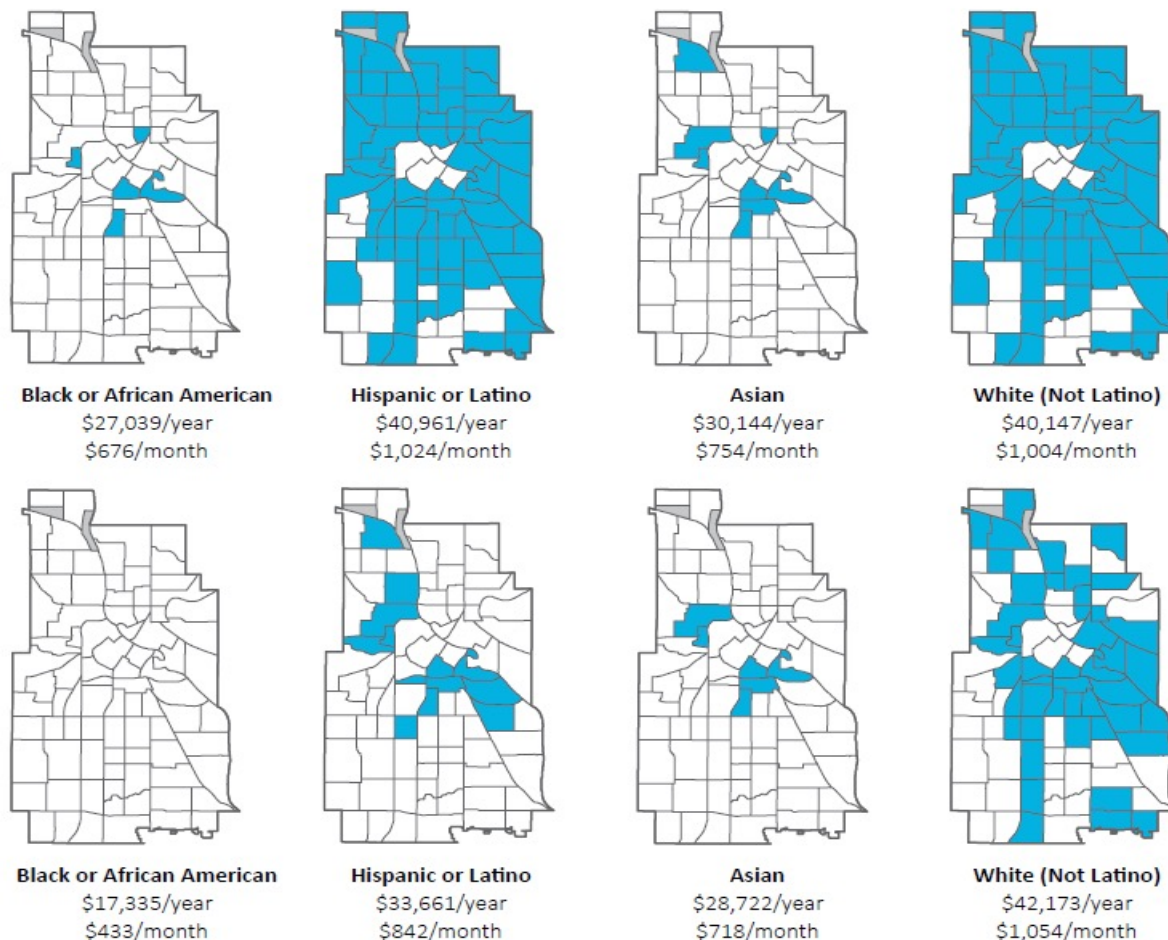 Black or African American
$27,039/year
$676/month
Hispanic or Latino
$40,961/year
$1,024/month
Asian
$30,144/year
$754/month
White (Not Latino)
$40,147/year
$1,004/month
Black or African American
$17,335/year
$433/month
Hispanic or Latino
$33,661/year
$842/month
Asian
$28,722/year
$718/month
White (Not Latino)
$42,173/year
$1,054/month